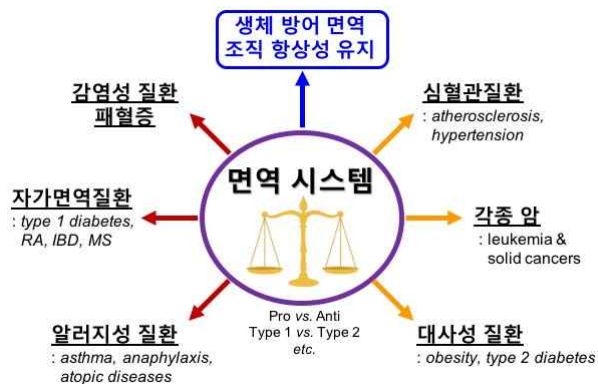 생체 방어 면역
조직 항상성 유지
감염성 질환
패혈증
심혈관질환
: atherosclerosis,
hypertension
면역 시스템
자가면역질환
: type 1 diabetes,
RA, IBD, MS
각종 암
: leukemia &
solid cancers
Pro vs. Anti
Type 1 vs. Type 2
etc.
알러지성 질환
: asthma, anaphylaxis,
atopic diseases
대사성 질환
: obesity, type 2 diabetes